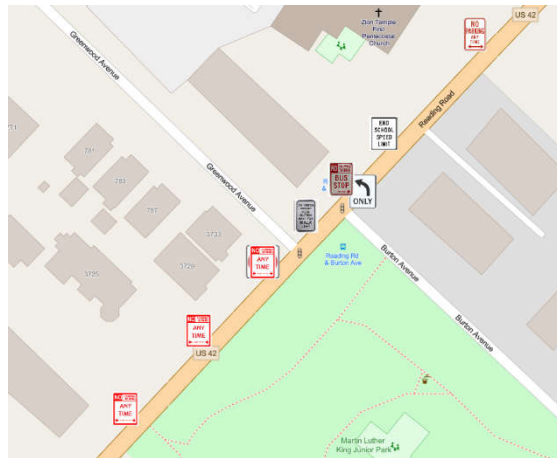 US 42
NO
PARKING
ANY
TIME
Zion Temple
First
Pentecostal
Church
Greenwood Avenue
Reading Road
END
SCHOOL
SPEED
LIMIT
781
783
787
3733
3729
3725
Greenwood Avenue
NO
BUS
STOP
ONLY
Reading Rd
& Burton Ave
Burton Avenue
Burton Avenue
NO
ANY
TIME
NO
ANY
TIME
US 42
NO
ANY
TIME
Martin Luther
King Junior Park